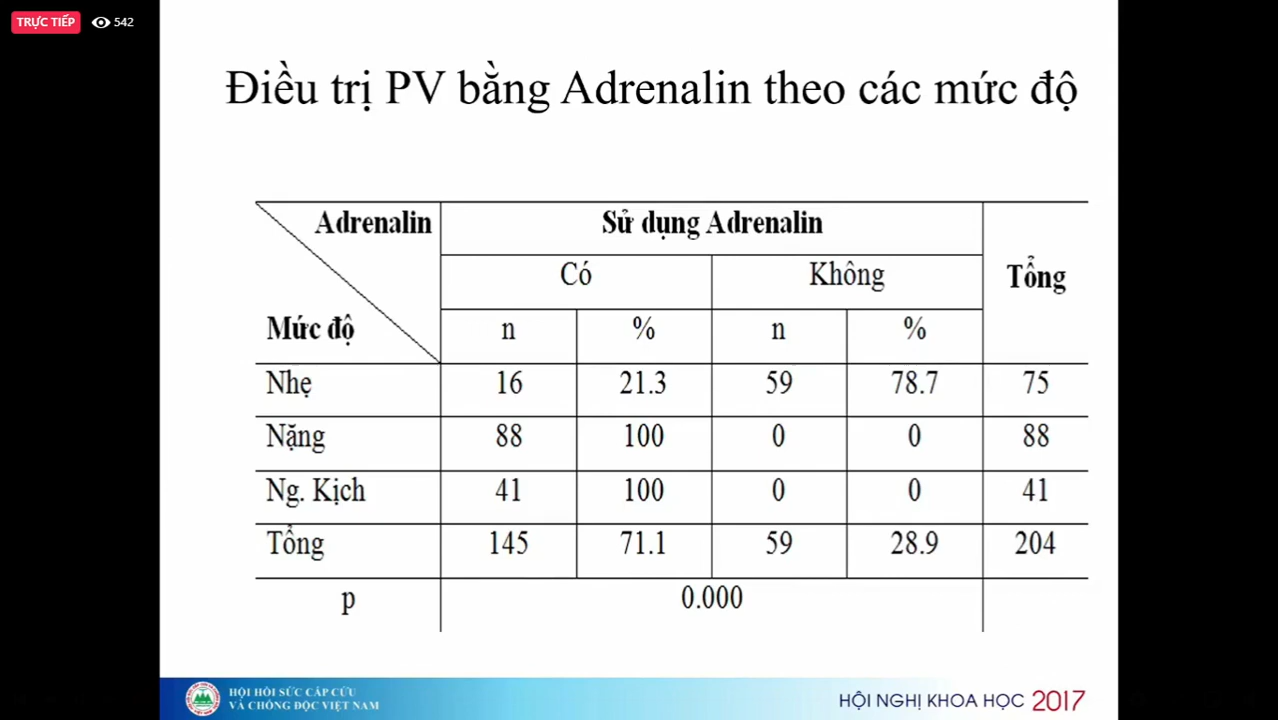 TRỰC TIẾP 542
Điều trị PV bằng Adrenalin theo các mức độ
Adrenalin Sử dụng Adrenalin Tổng
Có Không
Mức độ n % n %
Nhẹ 16 21.3 59 78.7 75
Nặng 88 100 0 0 88
Ng. Kịch 41 100 0 0 41
Tổng 145 71.1 59 28.9 204
p 0.000
HỘI HỒI SỨC CẤP CỨU
VÀ CHỐNG ĐỘC VIỆT NAM
HỘI NGHỊ KHOA HỌC 2017